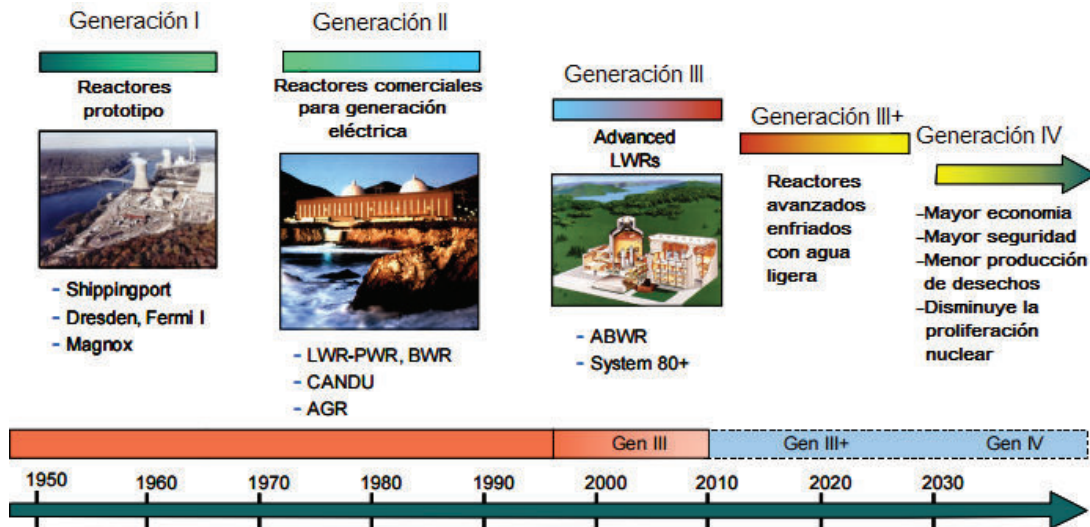 Generación I
Reactores
prototipo
- Shippingport
- Dresden, Fermi I
- Magnox
Generación II
Reactores comerciales
para generación
eléctrica
- LWR-PWR, BWR
- CANDU
- AGR
Generación III
Advanced
LWRs
- ABWR
- System 80+
Generación III+
Reactores
avanzados
enfriados
con agua
ligera
Generación IV
-Mayor economia
-Mayor seguridad
-Menor producción
de desechos
-Disminuye la
proliferación
nuclear
Gen III
Gen III+
Gen IV
1950
1960
1970
1980
1990
2000
2010
2020
2030